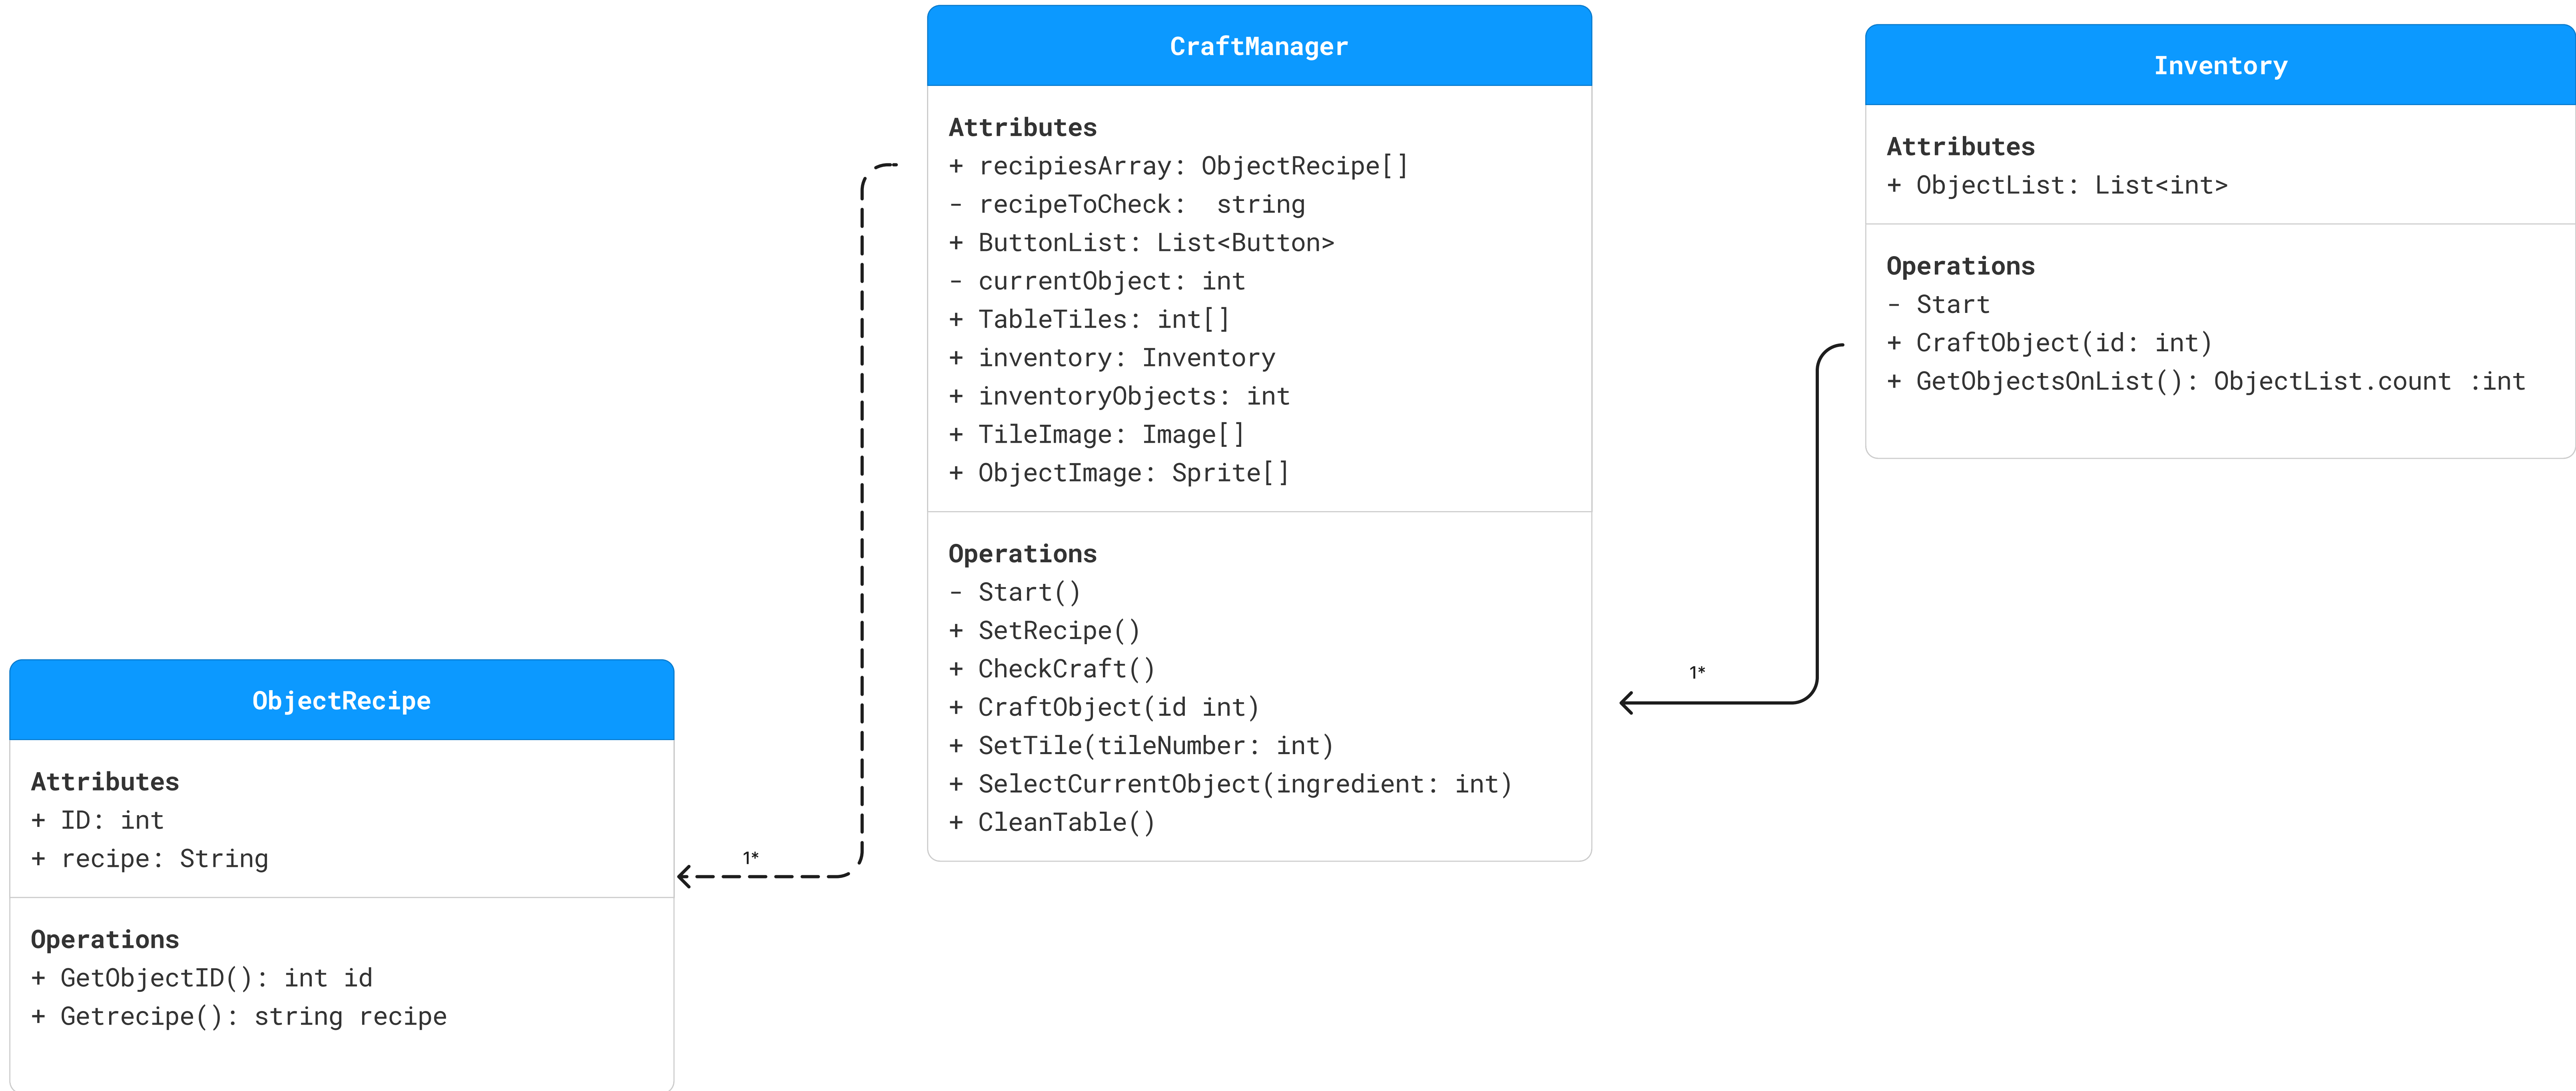 CraftManager
Attributes
+ recipiesArray: ObjectRecipe[]
- recipeToCheck:  string
+ ButtonList: List<Button>
- currentObject: int
+ TableTiles: int[]
+ inventory: Inventory
+ inventoryObjects: int
+ TileImage: Image[]
+ ObjectImage: Sprite[]
Operations
- Start()
+ SetRecipe()
+ CheckCraft()
+ CraftObject(id int)
+ SetTile(tileNumber: int)
+ SelectCurrentObject(ingredient: int)
+ CleanTable()
Inventory
Attributes
+ ObjectList: List<int>
Operations
- Start
+ CraftObject(id: int)
+ GetObjectsOnList(): ObjectList.count :int
1*
ObjectRecipe
Attributes
+ ID: int
+ recipe: String
Operations
+ GetObjectID(): int id
+ Getrecipe(): string recipe
1*